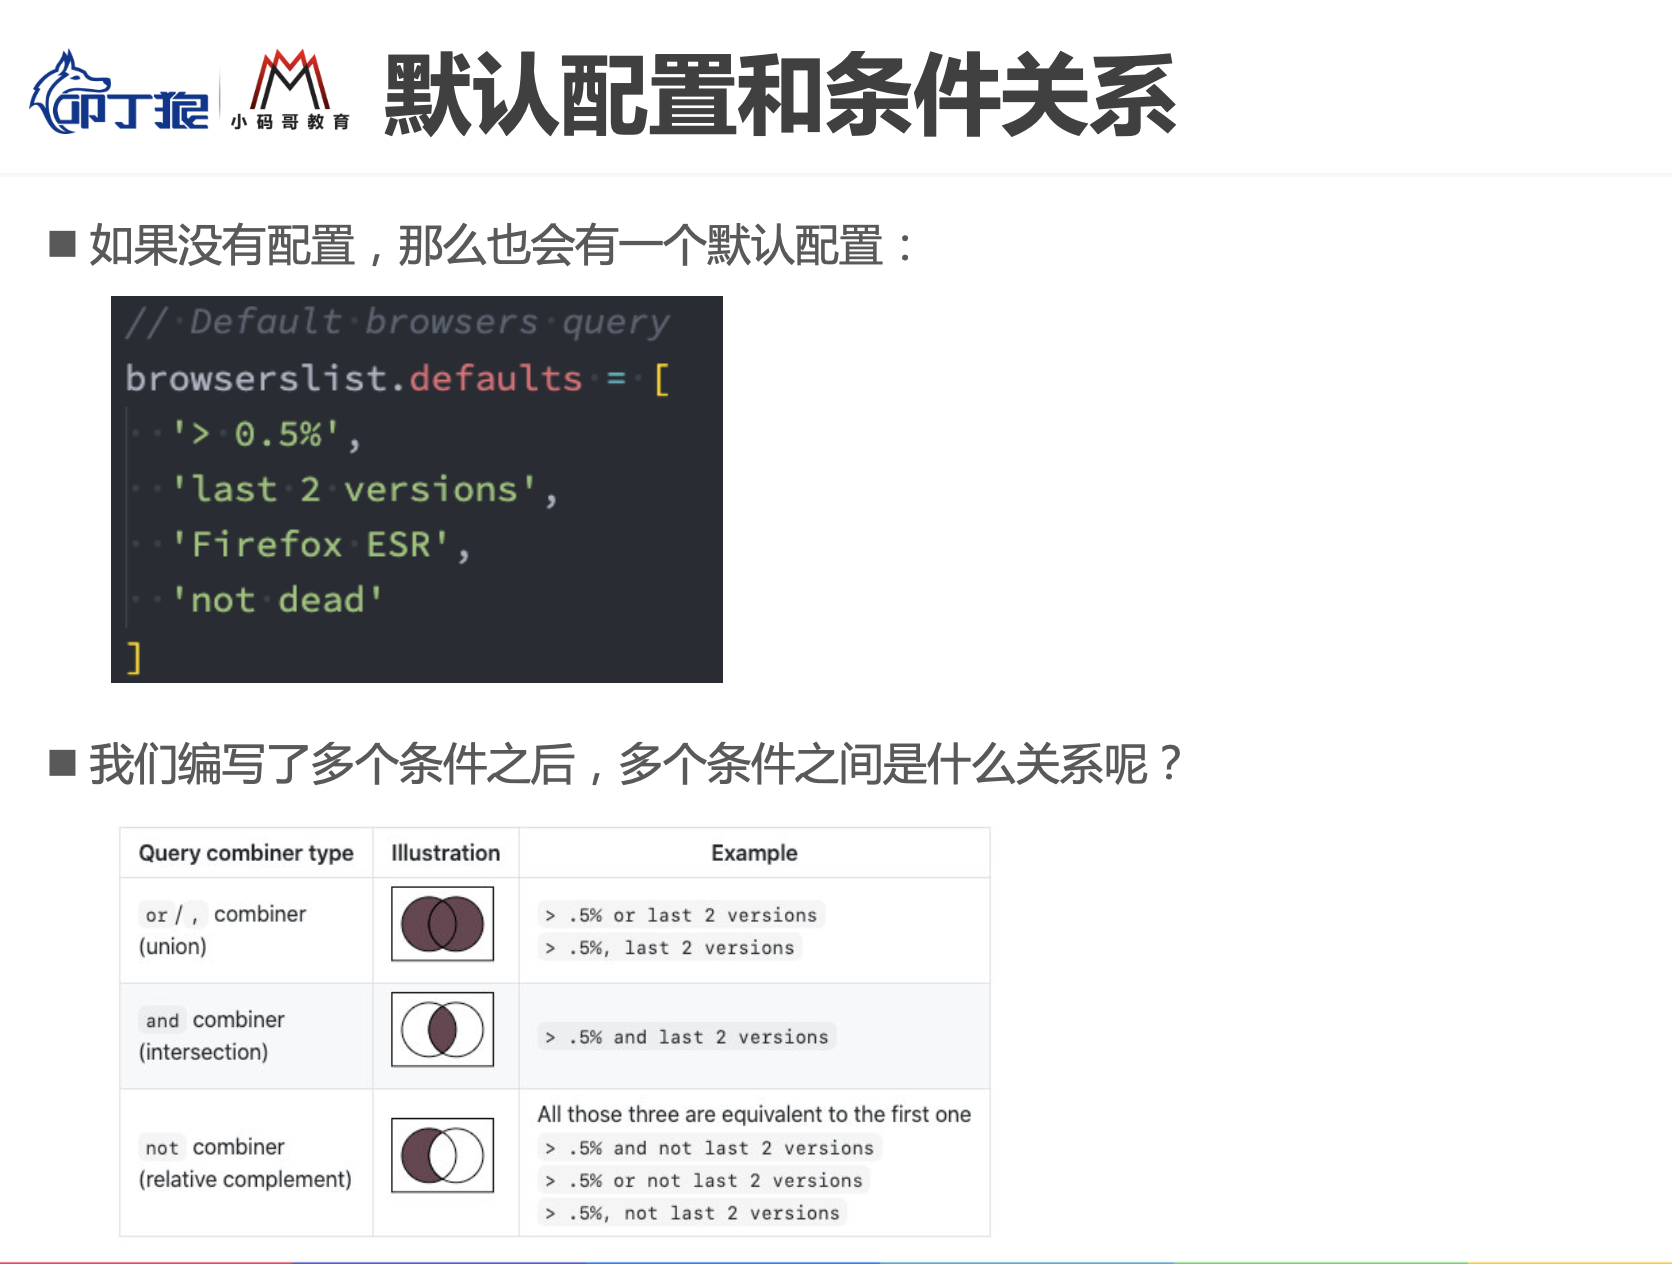 叩丁狼
小码哥教育
默认配置和条件关系
如果没有配置，那么也会有一个默认配置：
// Default browsers query
browserslist.defaults = [
'> 0.5%',
'last 2 versions',
'Firefox ESR',
'not dead'
]
我们编写了多个条件之后，多个条件之间是什么关系呢？
Query combiner type Illustration Example
or / , combiner
(union)
> .5% or last 2 versions
> .5%, last 2 versions
and combiner
(intersection)
> .5% and last 2 versions
not combiner
(relative complement)
All those three are equivalent to the first one
> .5% and not last 2 versions
> .5% or not last 2 versions
> .5%, not last 2 versions